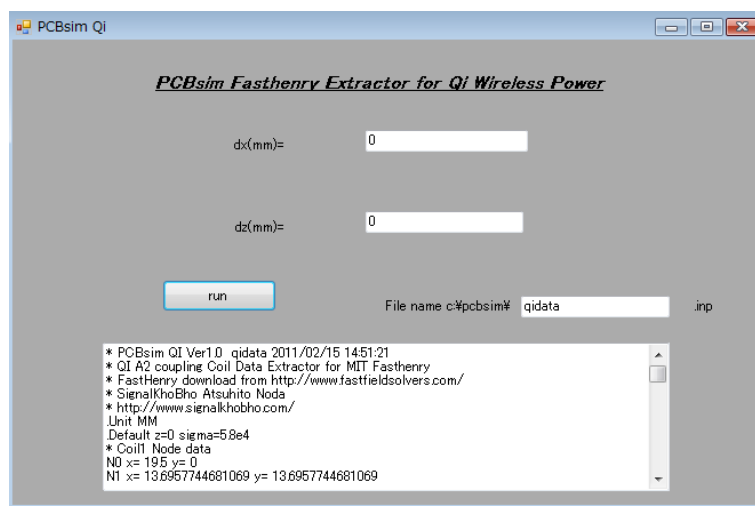 PCBsim Qi
PCBsim Fasthenry Extractor for Qi Wireless Power
dx(mm)= 0
dz(mm)= 0
run
File name c:¥pcbsim¥ qidata .inp
* PCBsim QI Ver1.0 qidata 2011/02/15 14:51:21
* QI A2 coupling Coil Data Extractor for MIT Fasthenry
* FastHenry download from http://www.fastfieldsolvers.com/
* SignalKhoBho Atsuhito Noda
* http://www.signalkhobho.com/
.Unit MM
.Default z=0 sigma=5.8e4
* Coil1 Node data
N0 x= 19.5 y= 0
N1 x= 13.6957744681069 y= 13.6957744681069